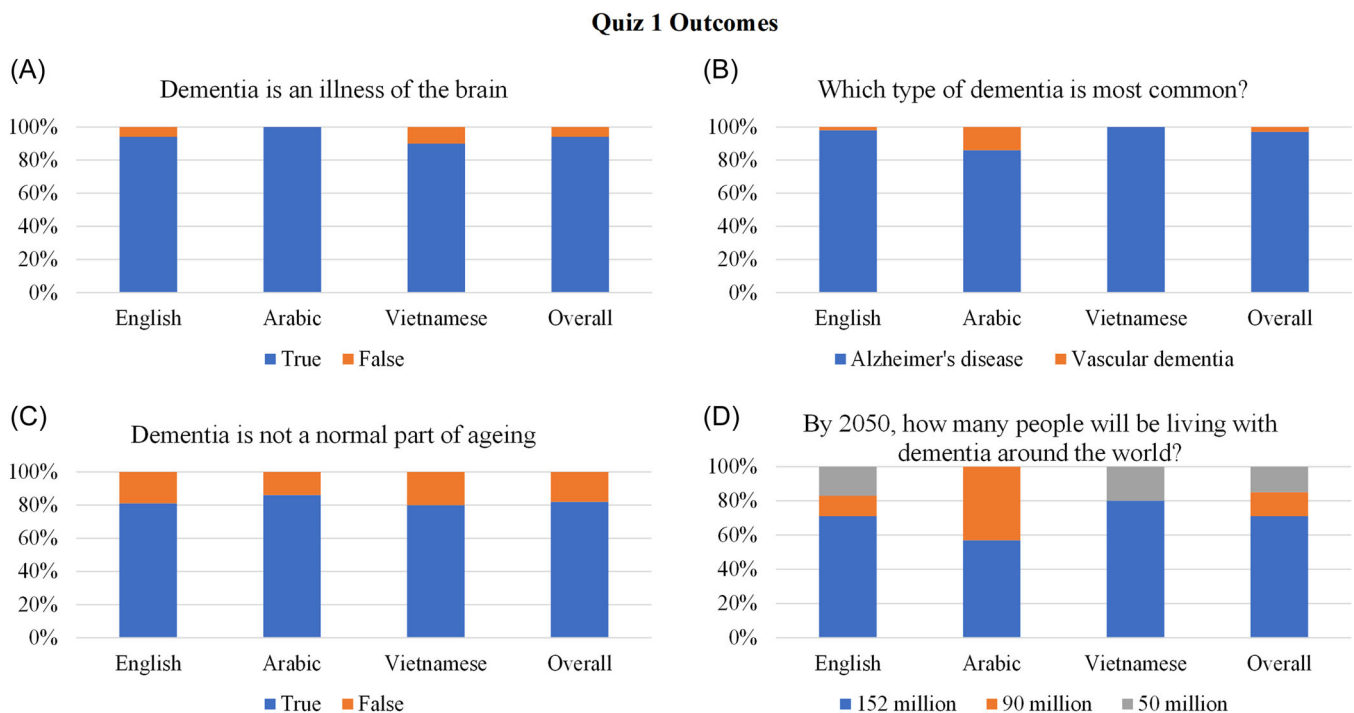 Quiz 1 Outcomes
(A)
Dementia is an illness of the brain
100%
80%
60%
40%
20%
0%
English Arabic Vietnamese Overall
True False
(B)
Which type of dementia is most common?
100%
80%
60%
40%
20%
0%
English Arabic Vietnamese Overall
Alzheimer's disease Vascular dementia
(C)
Dementia is not a normal part of ageing
100%
80%
60%
40%
20%
0%
English Arabic Vietnamese Overall
True False
(D)
By 2050, how many people will be living with
dementia around the world?
100%
80%
60%
40%
20%
0%
English Arabic Vietnamese Overall
152 million 90 million 50 million